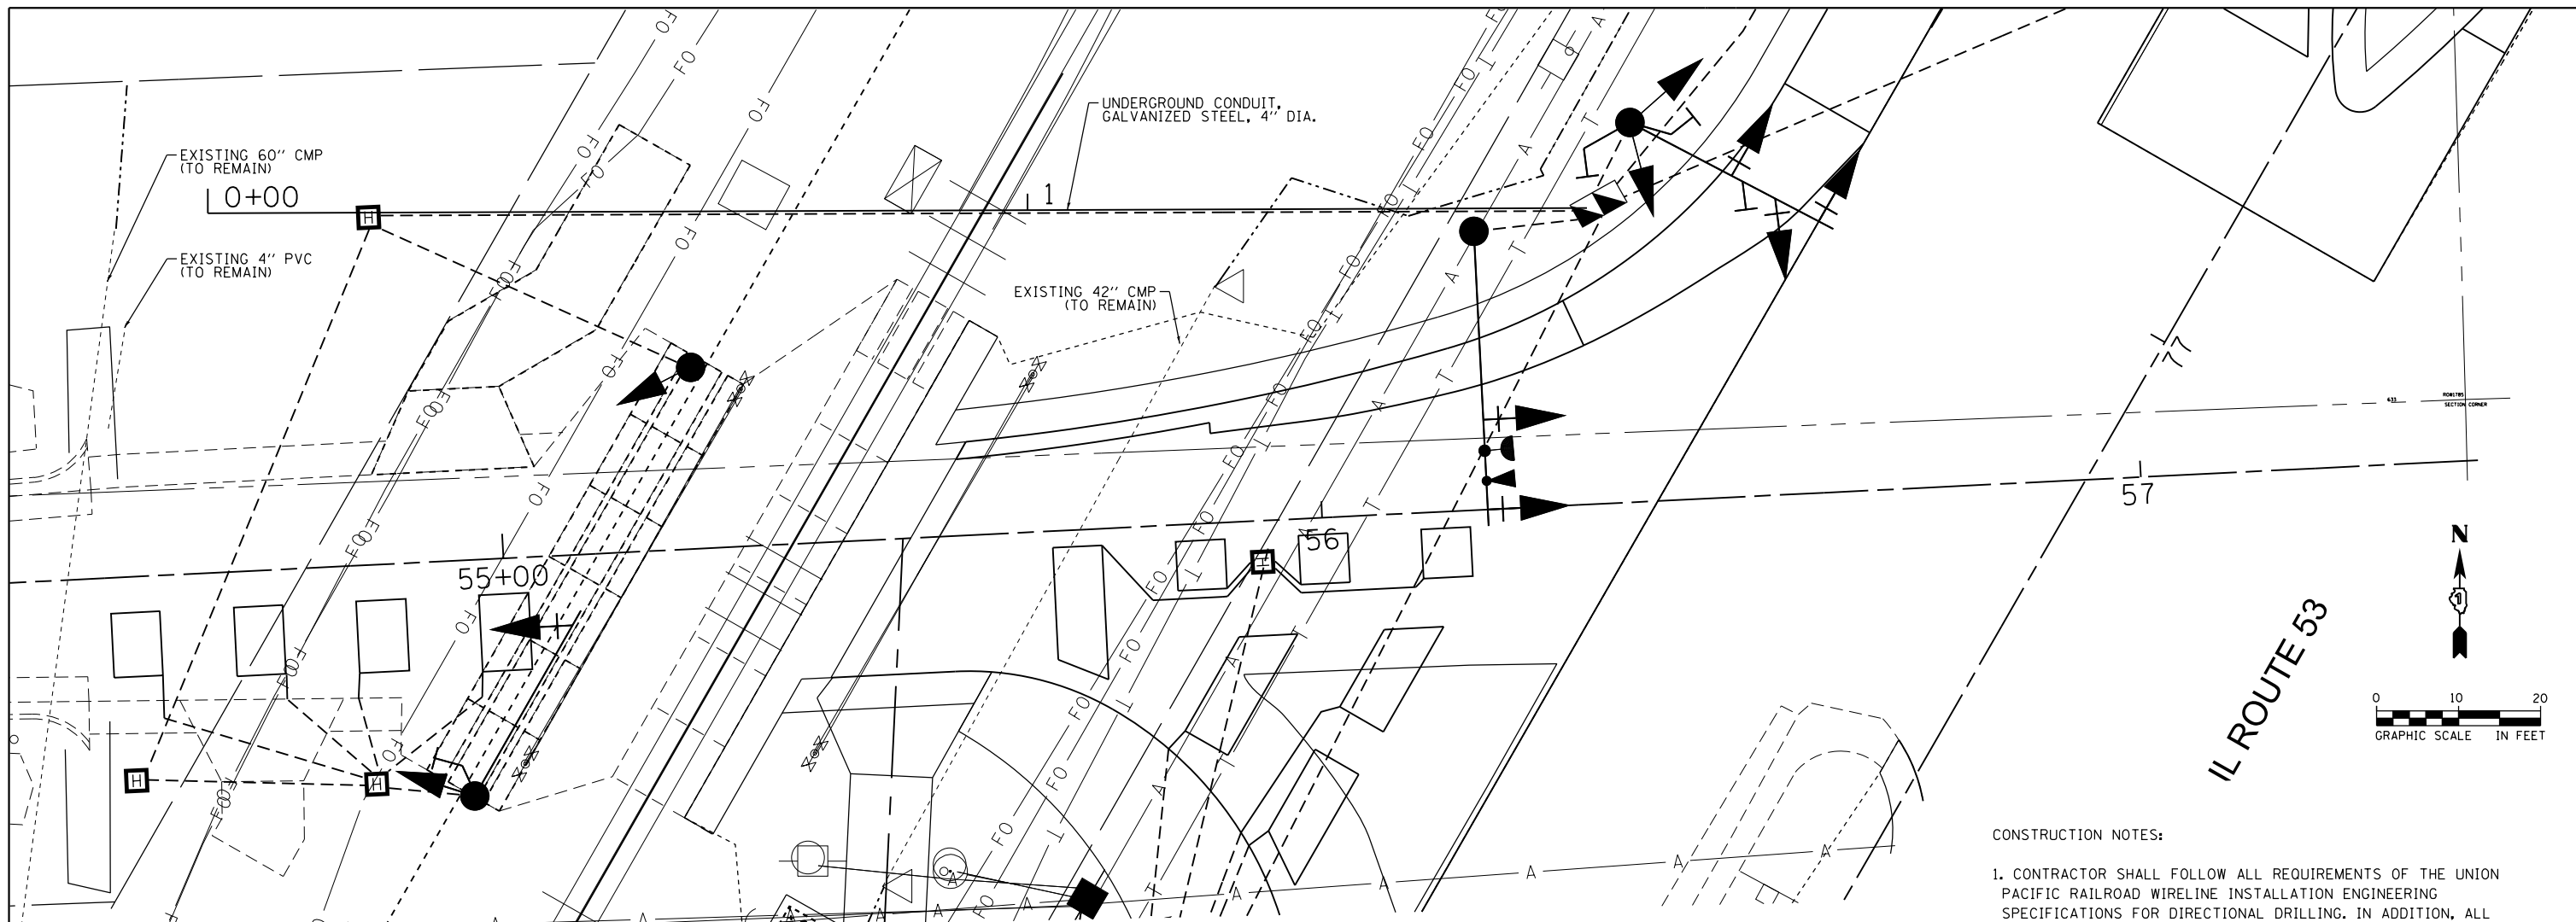 UNDERGROUND CONDUIT,
GALVANIZED STEEL, 4" DIA.
EXISTING 60" CMP
(TO REMAIN)
0+00
1
EXISTING 4" PVC
(TO REMAIN)
EXISTING 42" CMP
(TO REMAIN)
SECTION CORNER
57
56
55+00
N
IL ROUTE 53
0 10 20
GRAPHIC SCALE IN FEET
CONSTRUCTION NOTES:
1. CONTRACTOR SHALL FOLLOW ALL REQUIREMENTS OF THE UNION
PACIFIC RAILROAD WIRELINE INSTALLATION ENGINEERING
SPECIFICATIONS FOR DIRECTIONAL DRILLING. IN ADDITION, ALL